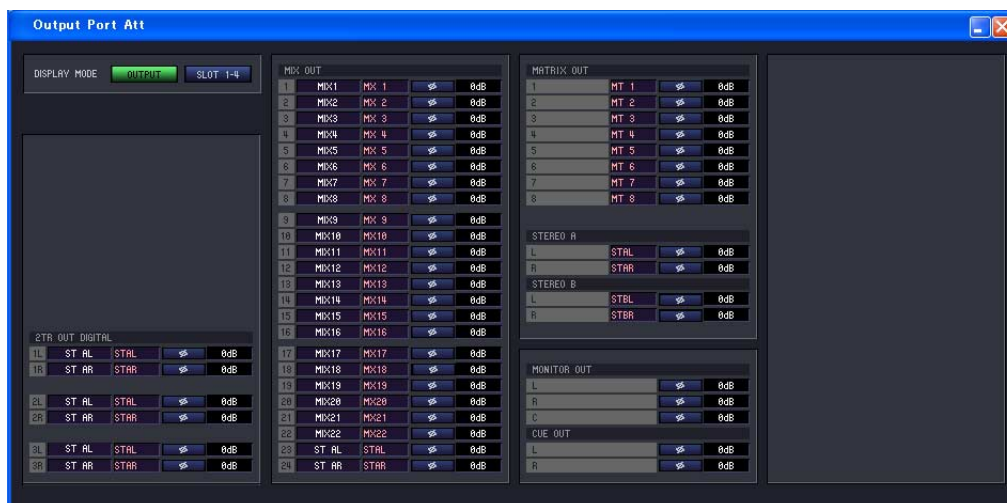 Output Port Att
DISPLAY MODE OUTPUT SLOT 1-4
2TR OUT DIGITAL
1L ST AL STAL ø 0dB
1R ST AR STAR ø 0dB
2L ST AL STAL ø 0dB
2R ST AR STAR ø 0dB
3L ST AL STAL ø 0dB
3R ST AR STAR ø 0dB
MIX OUT
1 MIX1 MX 1 ø 0dB
2 MIX2 MX 2 ø 0dB
3 MIX3 MX 3 ø 0dB
4 MIX4 MX 4 ø 0dB
5 MIX5 MX 5 ø 0dB
6 MIX6 MX 6 ø 0dB
7 MIX7 MX 7 ø 0dB
8 MIX8 MX 8 ø 0dB
9 MIX9 MX 9 ø 0dB
10 MIX10 MX10 ø 0dB
11 MIX11 MX11 ø 0dB
12 MIX12 MX12 ø 0dB
13 MIX13 MX13 ø 0dB
14 MIX14 MX14 ø 0dB
15 MIX15 MX15 ø 0dB
16 MIX16 MX16 ø 0dB
17 MIX17 MX17 ø 0dB
18 MIX18 MX18 ø 0dB
19 MIX19 MX19 ø 0dB
20 MIX20 MX20 ø 0dB
21 MIX21 MX21 ø 0dB
22 MIX22 MX22 ø 0dB
23 ST AL STAL ø 0dB
24 ST AR STAR ø 0dB
MATRIX OUT
1 MT 1 ø 0dB
2 MT 2 ø 0dB
3 MT 3 ø 0dB
4 MT 4 ø 0dB
5 MT 5 ø 0dB
6 MT 6 ø 0dB
7 MT 7 ø 0dB
8 MT 8 ø 0dB
STEREO A
L STAL ø 0dB
R STAR ø 0dB
STEREO B
L STBL ø 0dB
R STBR ø 0dB
MONITOR OUT
L ø 0dB
R ø 0dB
C ø 0dB
CUE OUT
L ø 0dB
R ø 0dB